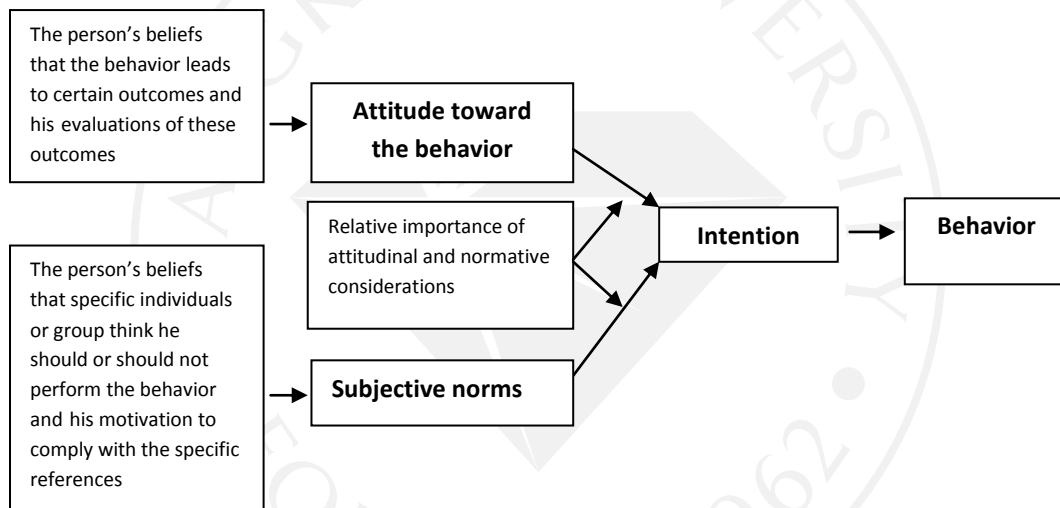 The person's beliefs
that the behavior leads
to certain outcomes and
his evaluations of these
outcomes
Attitude toward
the behavior
Relative importance of
attitudinal and normative
considerations
Intention
Behavior
The person's beliefs
that specific individuals
or group think he
should or should not
perform the behavior
and his motivation to
comply with the specific
references
Subjective norms